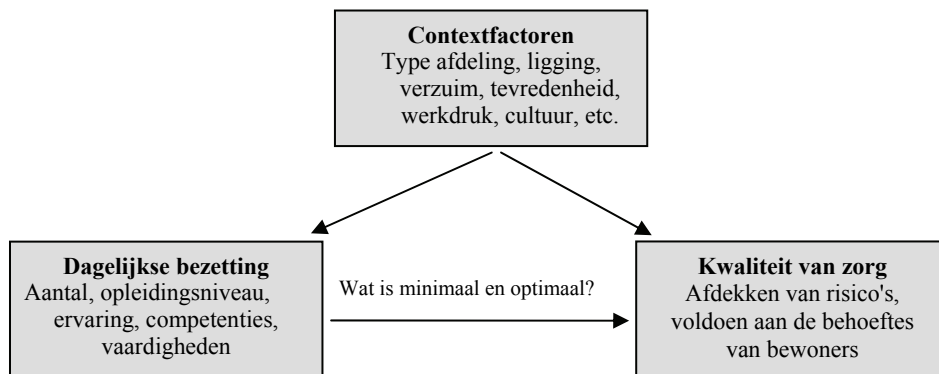 Contextfactoren
Type afdeling, ligging,
verzuim, tevredenheid,
werkdruk, cultuur, etc.
Dagelijkse bezetting
Aantal, opleidingsniveau,
ervaring, competenties,
vaardigheden
Wat is minimaal en optimaal?
Kwaliteit van zorg
Afdekken van risico's,
voldoen aan de behoeftes
van bewoners